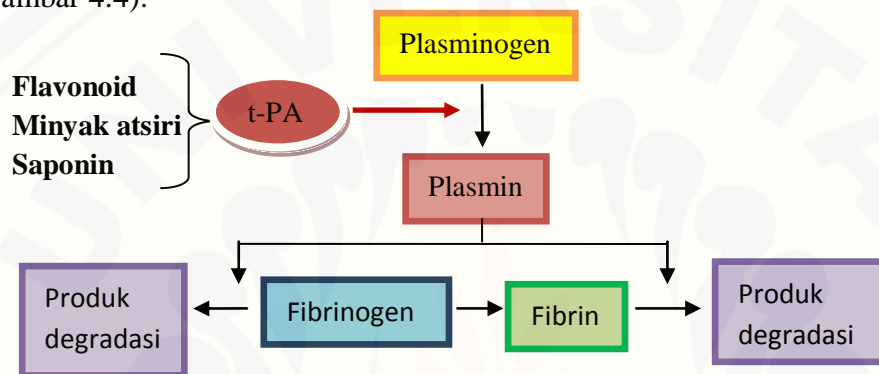 ambar 4.4).
Plasminogen
Flavonoid
Minyak atsiri
Saponin
t-PA
Plasmin
Produk
degradasi
Fibrinogen
Fibrin
Produk
degradasi